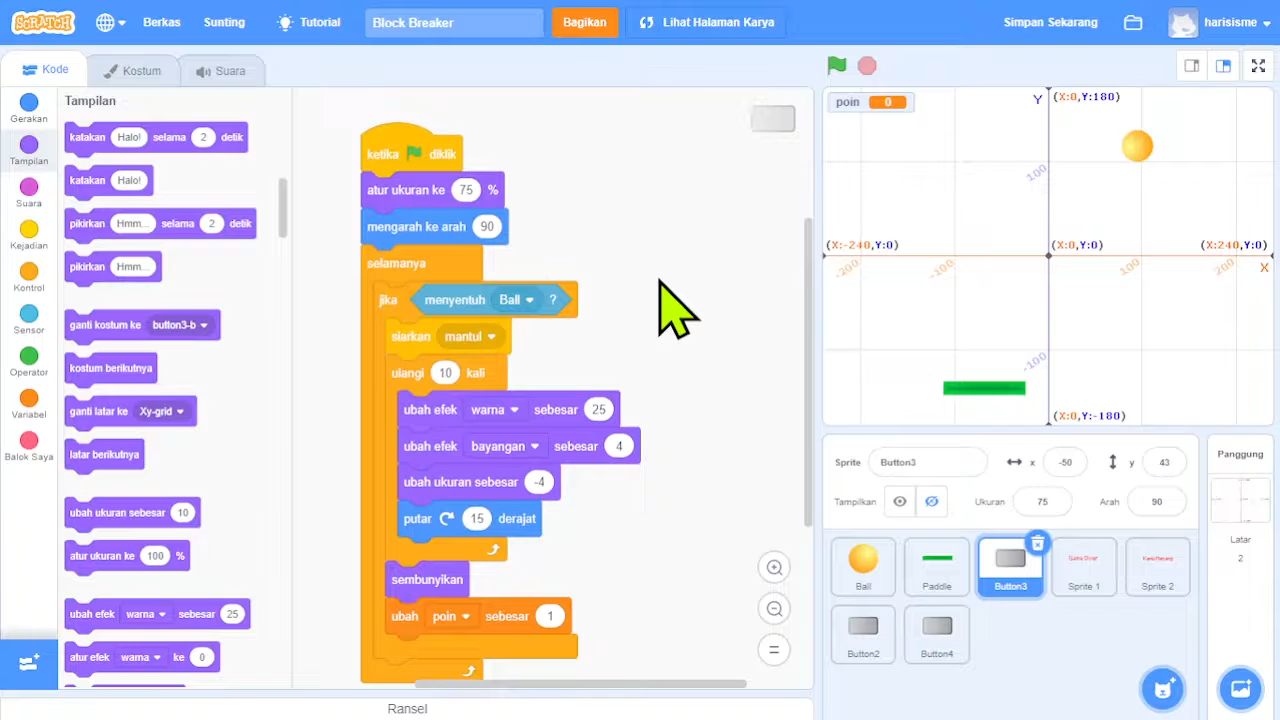 SCRATCH Berkas Sunting Tutorial Block Breaker Bagikan Lihat Halaman Karya Simpan Sekarang harisisme
Kode Kostum Suara
Gerakan
Tampilan
Suara
Kejadian
Kontrol
Sensor
Operator
Variabel
Balok Saya
Tampilan
katakan Halo! selama 2 detik
katakan Halo!
pikirkan Hmm... selama 2 detik
pikirkan Hmm...
ganti kostum ke button3-b
kostum berikutnya
ganti latar ke Xy-grid
latar berikutnya
ubah ukuran sebesar 10
atur ukuran ke 100 %
ubah efek warna sebesar 25
atur efek warna ke 0
ketika diklik
atur ukuran ke 75 %
mengarah ke arah 90
selamanya
jika menyentuh Ball ?
siarkan mantul
ulangi 10 kali
ubah efek warna sebesar 25
ubah efek bayangan sebesar 4
ubah ukuran sebesar -4
putar 15 derajat
sembunyikan
ubah poin sebesar 1
Ransel
poin 0
Y (X:0,Y:180)
100
(X:-240,Y:0) (X:0,Y:0) (X:240,Y:0)
-200 -100 100 200 X
-100
(X:0,Y:-180)
Sprite Button3 x -50 y 43
Tampilkan Ukuran 75 Arah 90
Ball Paddle Button3 Sprite 1 Sprite 2
Button2 Button4
Panggung
Latar
2